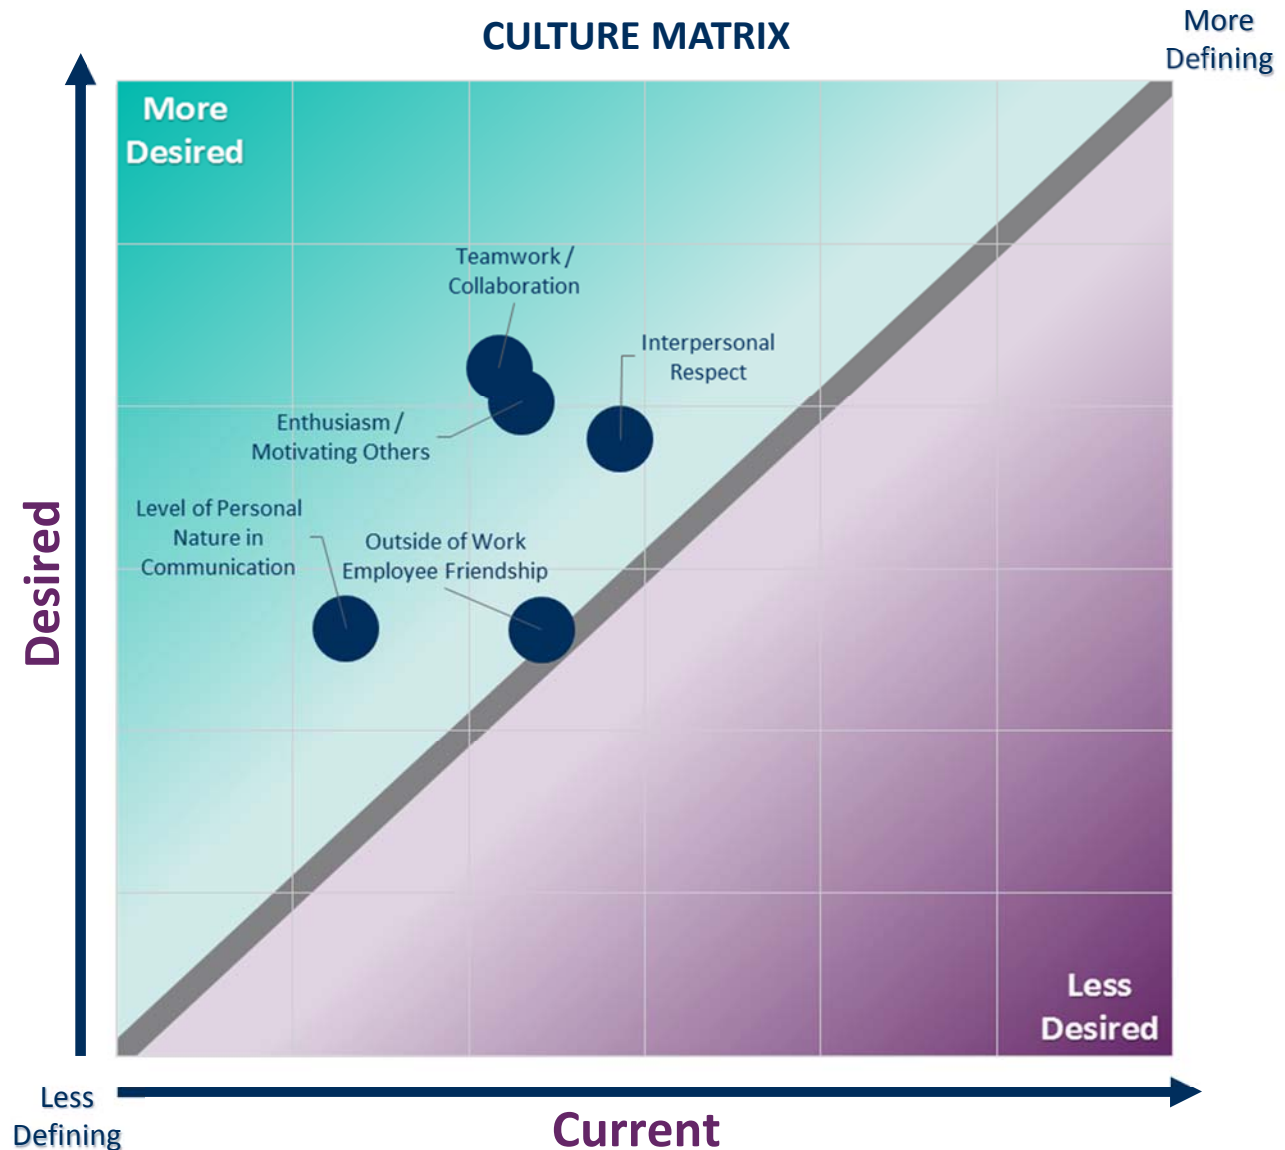 CULTURE MATRIX
More
Defining
More
Desired
Teamwork /
Collaboration
Interpersonal
Respect
Enthusiasm /
Motivating Others
Level of Personal
Nature in
Communication
Outside of Work
Employee Friendship
Desired
Less
Desired
Less
Defining
Current